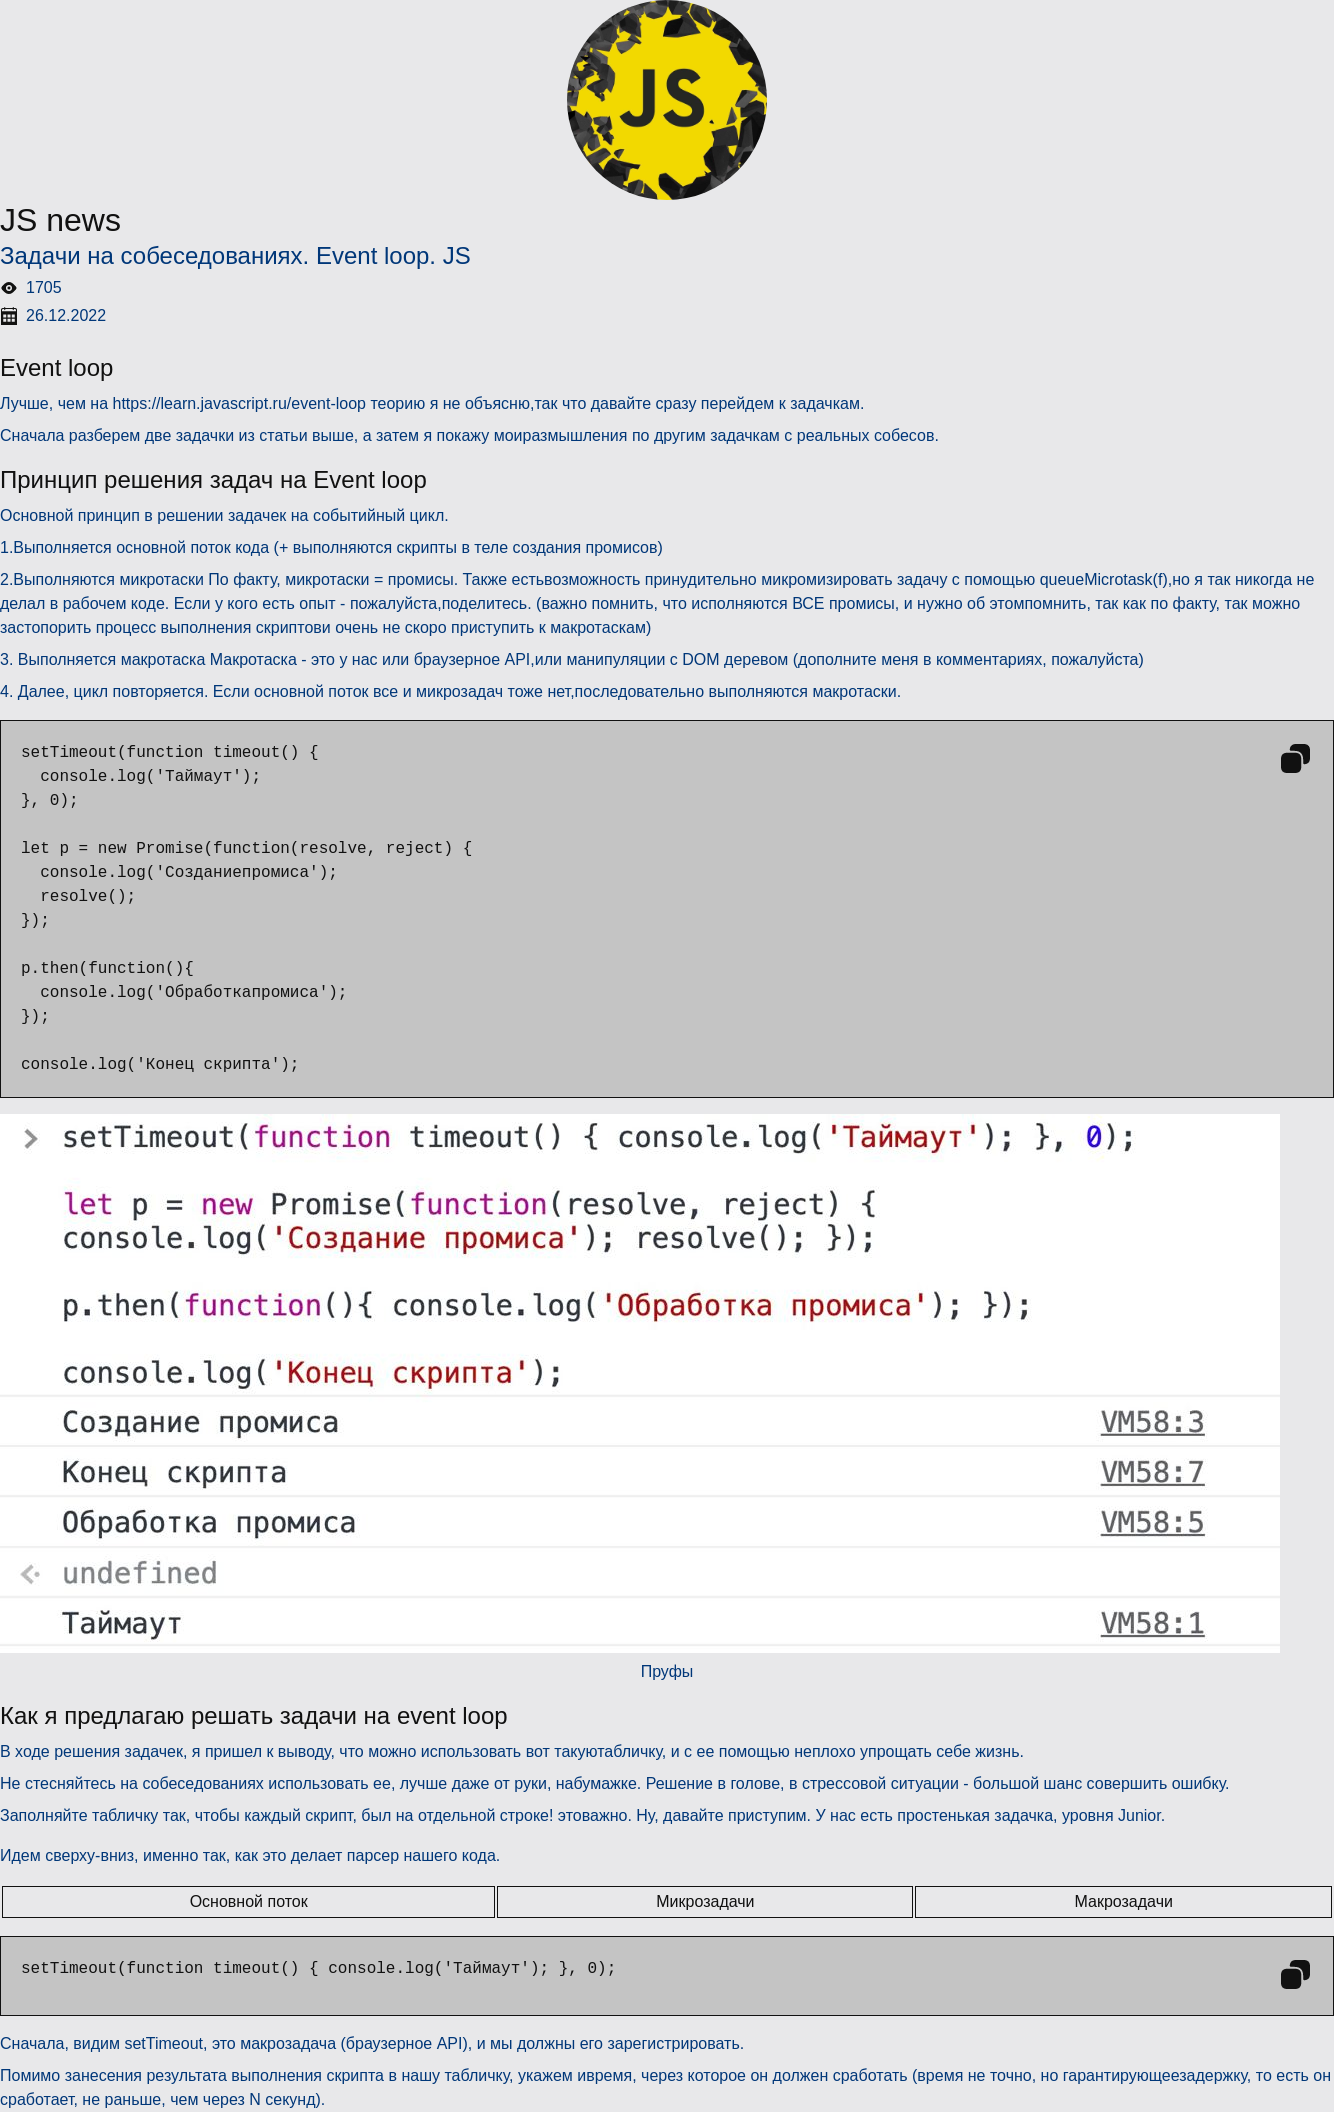 JS
JS news
Задачи на собеседованиях. Event loop. JS
1705
26.12.2022
Event loop
Лучше, чем на https://learn.javascript.ru/event-loop теорию я не объясню,так что давайте сразу перейдем к задачкам.
Сначала разберем две задачки из статьи выше, а затем я покажу моиразмышления по другим задачкам с реальных собесов.
Принцип решения задач на Event loop
Основной принцип в решении задачек на событийный цикл.
1.Выполняется основной поток кода (+ выполняются скрипты в теле создания промисов)
2.Выполняются микротаски По факту, микротаски = промисы. Также естьвозможность принудительно микромизировать задачу с помощью queueMicrotask(f),но я так никогда не
делал в рабочем коде. Если у кого есть опыт - пожалуйста,поделитесь. (важно помнить, что исполняются ВСЕ промисы, и нужно об этомпомнить, так как по факту, так можно
застопорить процесс выполнения скриптови очень не скоро приступить к макротаскам)
3. Выполняется макротаска Макротаска - это у нас или браузерное API,или манипуляции с DOM деревом (дополните меня в комментариях, пожалуйста)
4. Далее, цикл повторяется. Если основной поток все и микрозадач тоже нет,последовательно выполняются макротаски.
setTimeout(function timeout() {
  console.log('Таймаут');
}, 0);
let p = new Promise(function(resolve, reject) {
  console.log('Созданиепромиса');
  resolve();
});
p.then(function(){
  console.log('Обработкапромиса');
});
console.log('Конец скрипта');
setTimeout(function timeout() { console.log('Таймаут'); }, 0);
let p = new Promise(function(resolve, reject) {
console.log('Создание промиса'); resolve(); });
p.then(function(){ console.log('Обработка промиса'); });
console.log('Конец скрипта');
Создание промиса VM58:3
Конец скрипта VM58:7
Обработка промиса VM58:5
undefined
Таймаут VM58:1
Пруфы
Как я предлагаю решать задачи на event loop
В ходе решения задачек, я пришел к выводу, что можно использовать вот такуютабличку, и с ее помощью неплохо упрощать себе жизнь.
Не стесняйтесь на собеседованиях использовать ее, лучше даже от руки, набумажке. Решение в голове, в стрессовой ситуации - большой шанс совершить ошибку.
Заполняйте табличку так, чтобы каждый скрипт, был на отдельной строке! этоважно. Ну, давайте приступим. У нас есть простенькая задачка, уровня Junior.
Идем сверху-вниз, именно так, как это делает парсер нашего кода.
Основной поток Микрозадачи Макрозадачи
setTimeout(function timeout() { console.log('Таймаут'); }, 0);
Сначала, видим setTimeout, это макрозадача (браузерное API), и мы должны его зарегистрировать.
Помимо занесения результата выполнения скрипта в нашу табличку, укажем ивремя, через которое он должен сработать (время не точно, но гарантирующеезадержку, то есть он
сработает, не раньше, чем через N секунд).